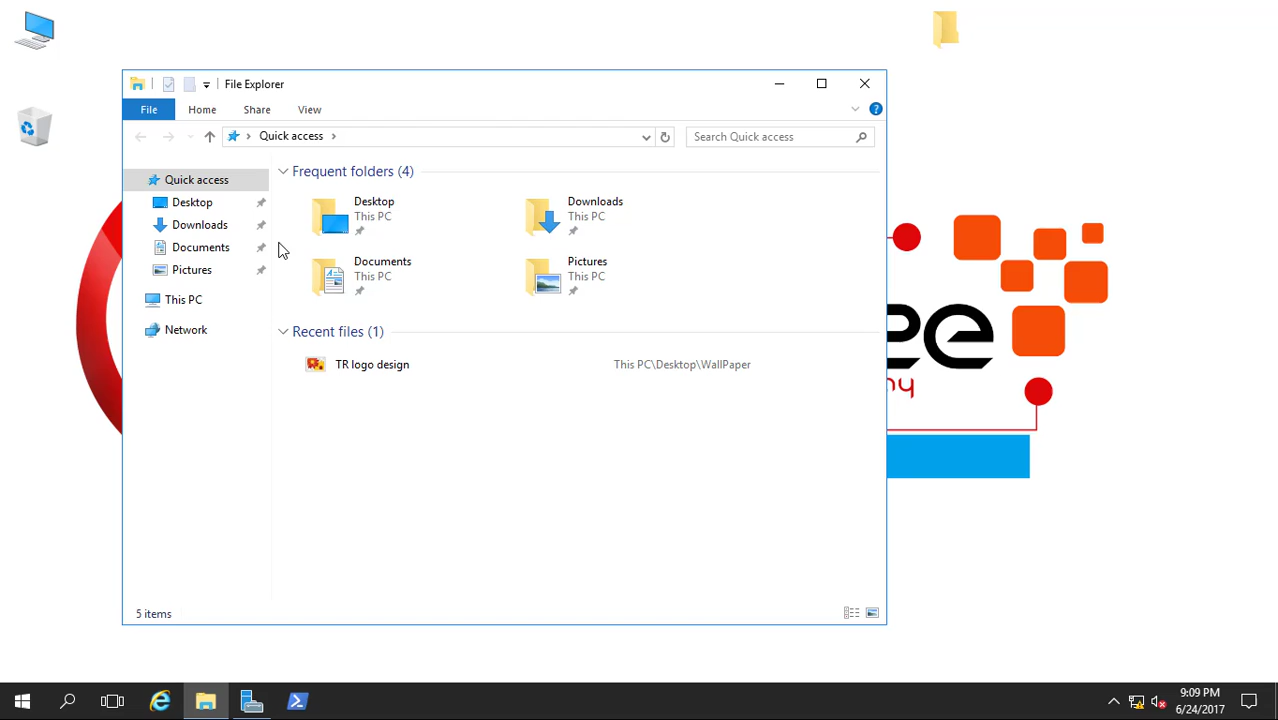 File Explorer
File Home Share View
Quick access
Search Quick access
Quick access
Desktop
Downloads
Documents
Pictures
This PC
Network
Frequent folders (4)
Desktop
This PC
Downloads
This PC
Documents
This PC
Pictures
This PC
Recent files (1)
TR logo design This PC\Desktop\WallPaper
5 items
9:09 PM
6/24/2017